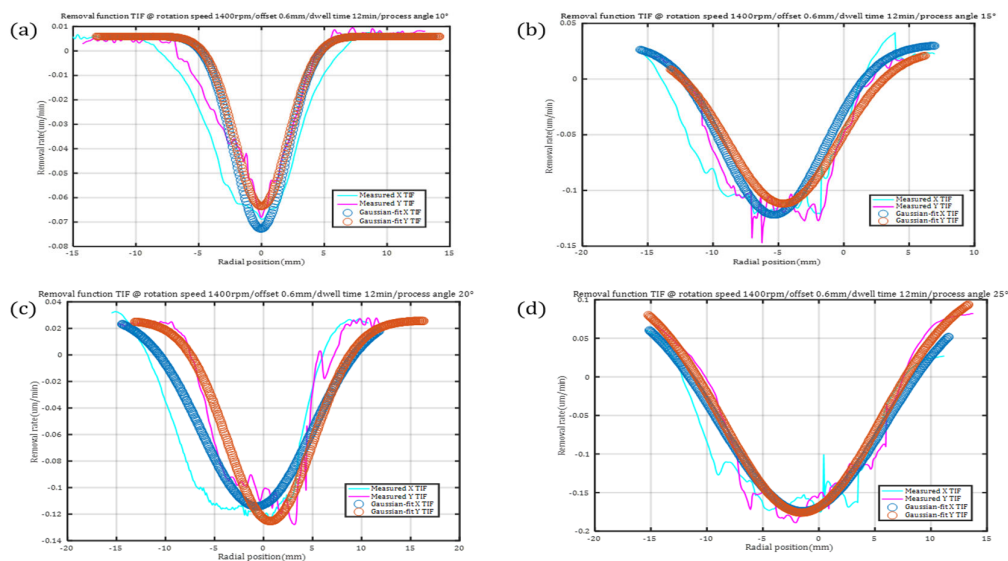 (a)
Removal function TIF @ rotation speed 1400rpm/offset 0.6mm/dwell time 12min/process angle 10°
0.01
0
-0.01
-0.02
-0.03
-0.04
-0.05
-0.06
-0.07
-0.08
Removal rate(um/min)
Measured X TIF
Measured Y TIF
Gaussian-fit X TIF
Gaussian-fit Y TIF
-15
-10
-5
0
5
10
15
Radial position(mm)
(b)
Removal function TIF @ rotation speed 1400rpm/offset 0.6mm/dwell time 12min/process angle 15°
0.05
0
-0.05
-0.1
-0.15
Removal rate(um/min)
Measured X TIF
Measured Y TIF
Gaussian-fit X TIF
Gaussian-fit Y TIF
-20
-15
-10
-5
0
5
10
Radial position(mm)
(c)
Removal function TIF @ rotation speed 1400rpm/offset 0.6mm/dwell time 12min/process angle 20°
0.04
0.02
0
-0.02
-0.04
-0.06
-0.08
-0.1
-0.12
-0.14
Removal rate(um/min)
Measured X TIF
Measured Y TIF
Gaussian-fit X TIF
Gaussian-fit Y TIF
-20
-15
-10
-5
0
5
10
15
20
Radial position(mm)
(d)
Removal function TIF @ rotation speed 1400rpm/offset 0.6mm/dwell time 12min/process angle 25°
0.1
0.05
0
-0.05
-0.1
-0.15
-0.2
Removal rate(um/min)
Measured X TIF
Measured Y TIF
Gaussian-fit X TIF
Gaussian-fit Y TIF
-20
-15
-10
-5
0
5
10
15
Radial position(mm)